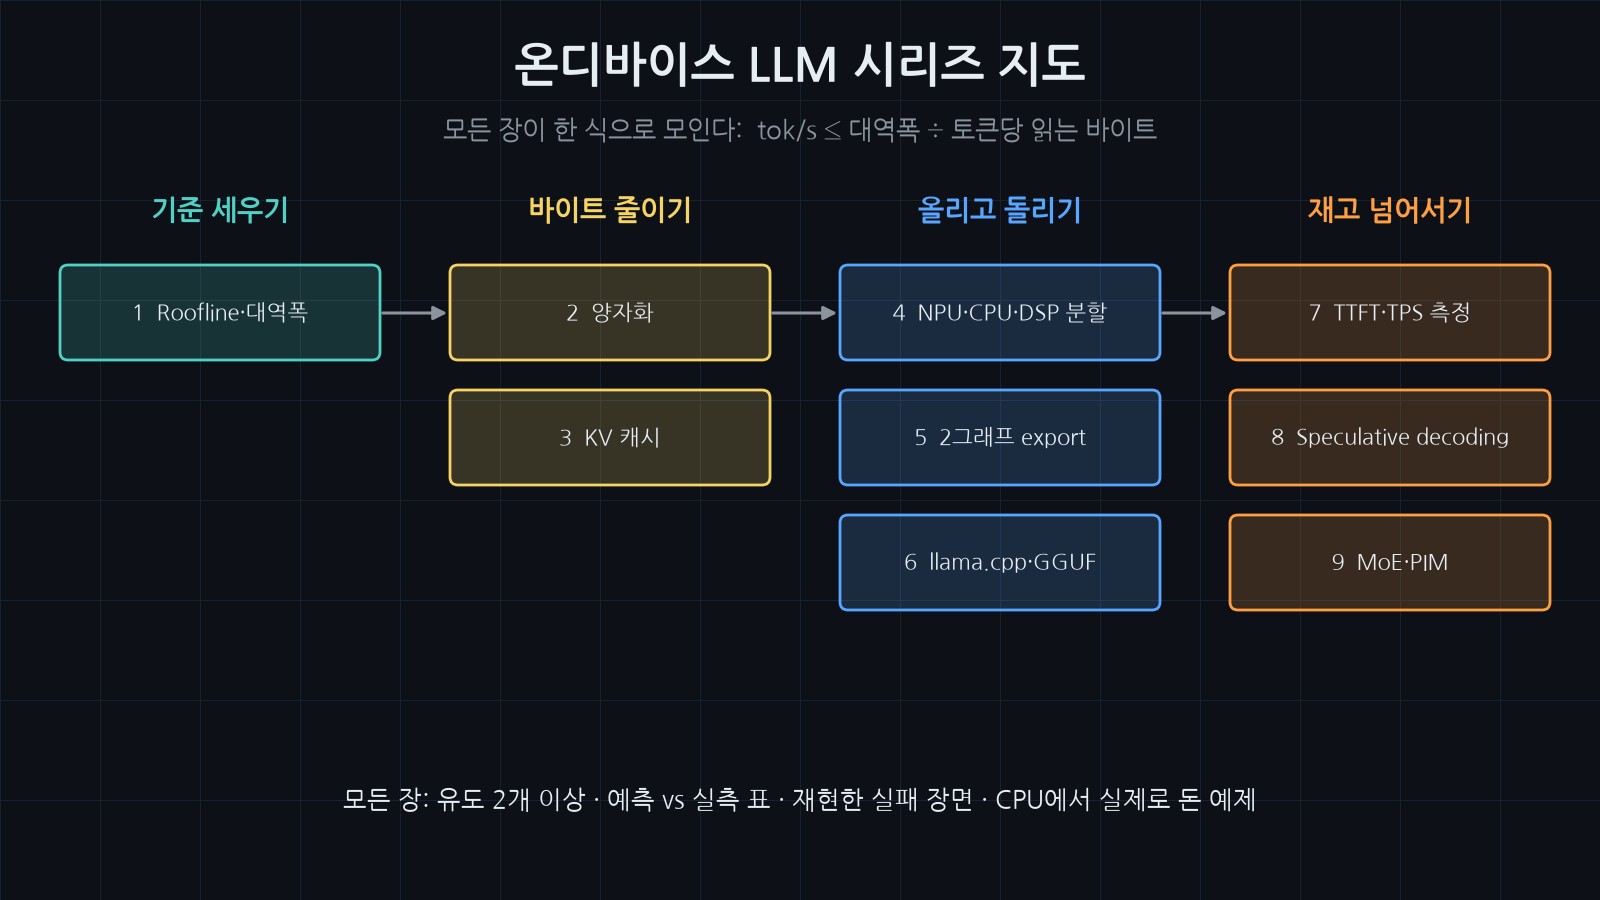 온디바이스 LLM 시리즈 지도
모든 장이 한 식으로 모인다: tok/s ≤ 대역폭 ÷ 토큰당 읽는 바이트
기준 세우기
1 Roofline·대역폭
바이트 줄이기
2 양자화
3 KV 캐시
올리고 돌리기
4 NPU·CPU·DSP 분할
5 2그래프 export
6 llama.cpp·GGUF
재고 넘어서기
7 TTFT·TPS 측정
8 Speculative decoding
9 MoE·PIM
모든 장: 유도 2개 이상 · 예측 vs 실측 표 · 재현한 실패 장면 · CPU에서 실제로 돈 예제